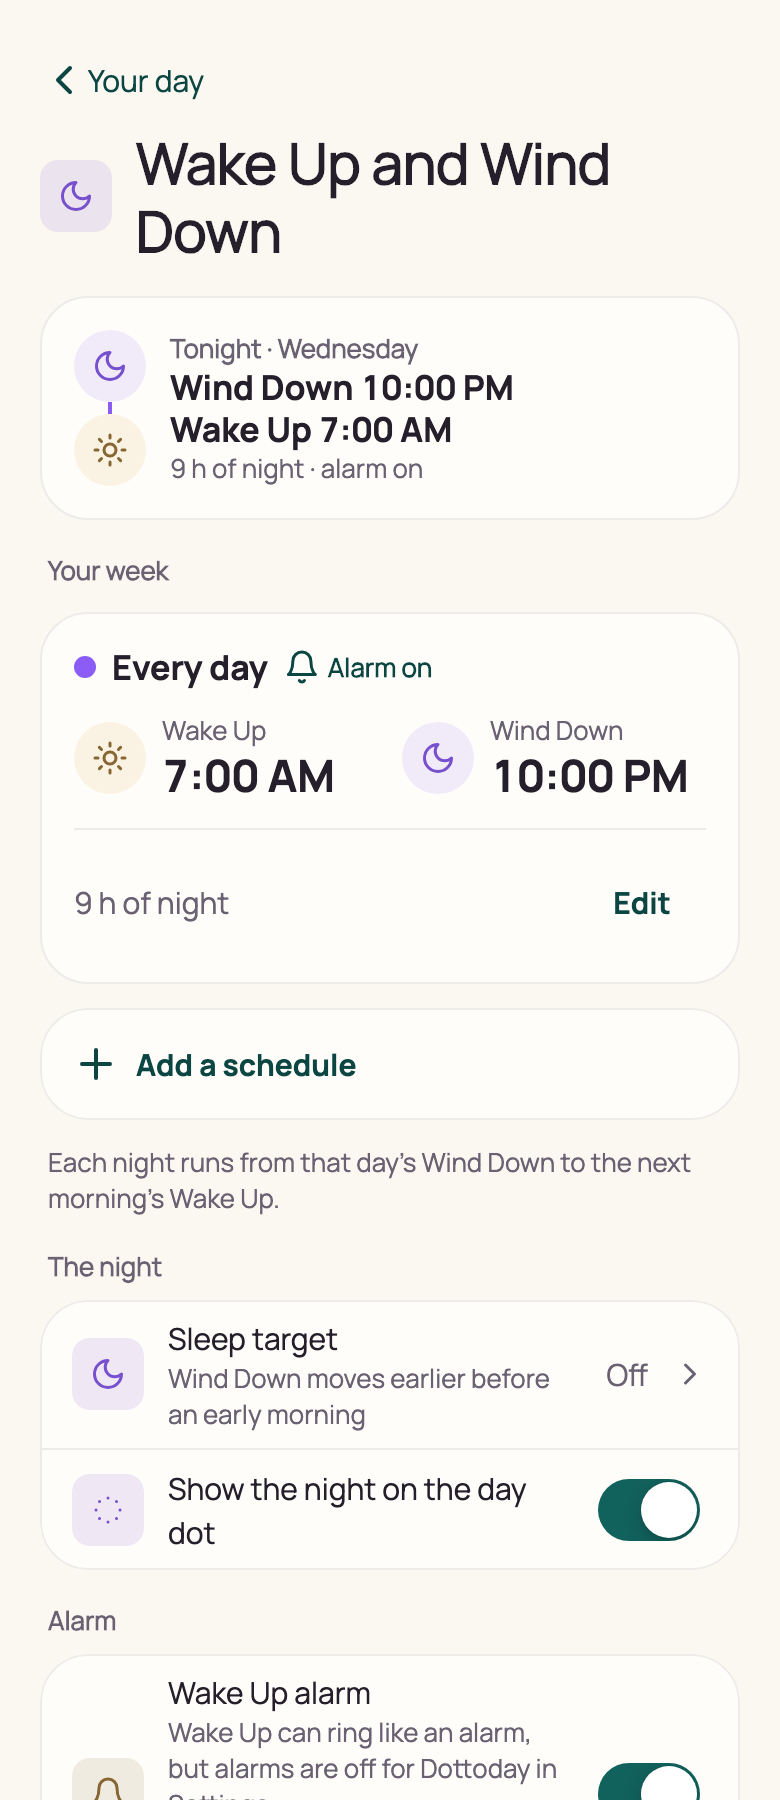 Your day
Wake Up and Wind
Down
Tonight · Wednesday
Wind Down 10:00 PM
Wake Up 7:00 AM
9 h of night · alarm on
Your week
Every day
Alarm on
Wake Up
7:00 AM
Wind Down
10:00 PM
9 h of night
Edit
Add a schedule
Each night runs from that day’s Wind Down to the next
morning’s Wake Up.
The night
Sleep target
Wind Down moves earlier before
an early morning
Off
Show the night on the day
dot
Alarm
Wake Up alarm
Wake Up can ring like an alarm,
but alarms are off for Dottoday in